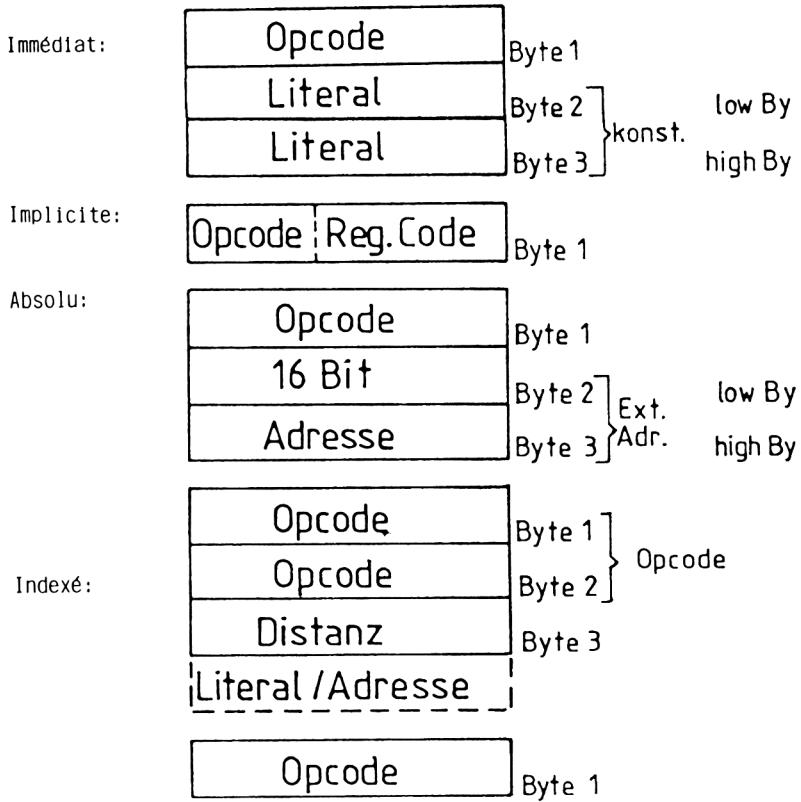 Immédiat:
Opcode Byte 1
Literal Byte 2 low By
konst.
Literal Byte 3 high By
Implicite:
Opcode Reg. Code Byte 1
Absolu:
Opcode Byte 1
16 Bit Byte 2 Ext. low By
Adresse Byte 3 Adr. high By
Opcode Byte 1
Opcode
Indexé: Opcode Byte 2
Distanz Byte 3
Literal / Adresse
Opcode Byte 1